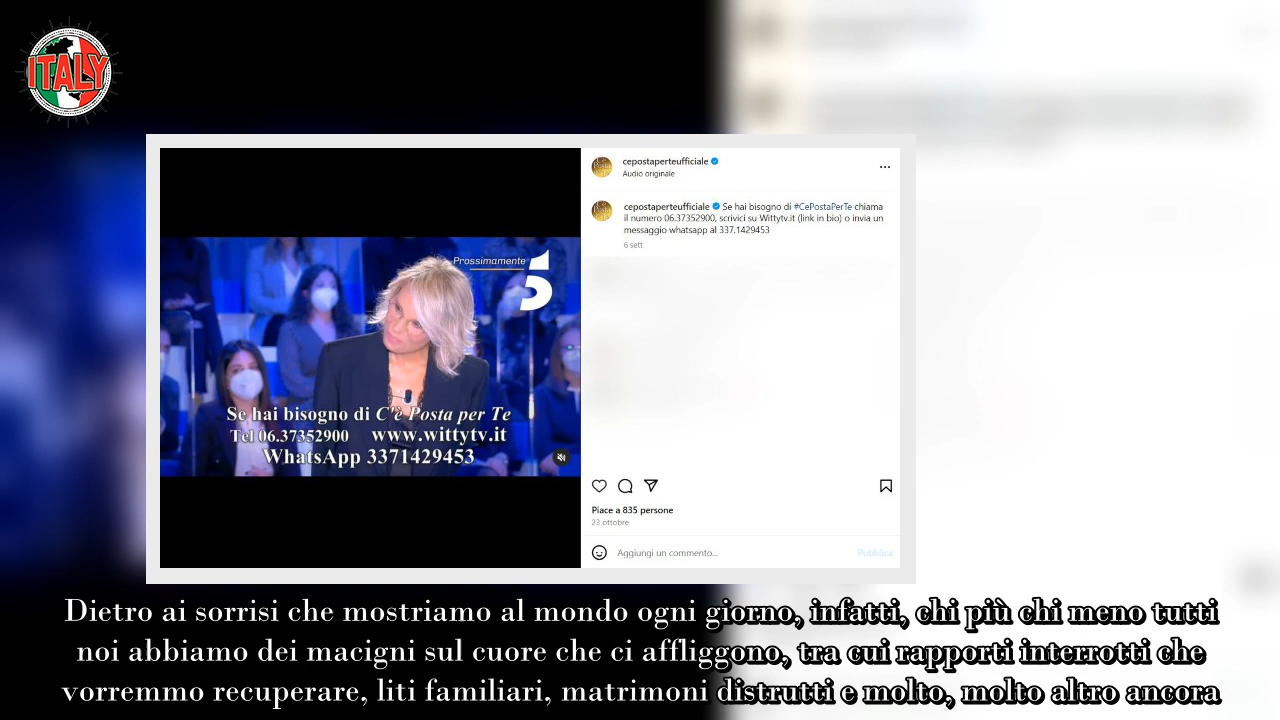 ITALY
cepostaperteufficiale
Audio originale
cepostaperteufficiale Se hai bisogno di #CePostaPerTe chiama
il numero 06.37352900, scrivici su Wittytv.it (link in bio) o invia un
messaggio whatsapp al 337.1429453
6 sett
Prossimamente
5
Se hai bisogno di C'è Posta per Te
Tel 06.37352900 www.wittytv.it
WhatsApp 3371429453
Piace a 835 persone
23 ottobre
Aggiungi un commento...
Pubblica
Dietro ai sorrisi che mostriamo al mondo ogni giorno, infatti, chi più chi meno tutti
noi abbiamo dei macigni sul cuore che ci affliggono, tra cui rapporti interrotti che
vorremmo recuperare, liti familiari, matrimoni distrutti e molto, molto altro ancora